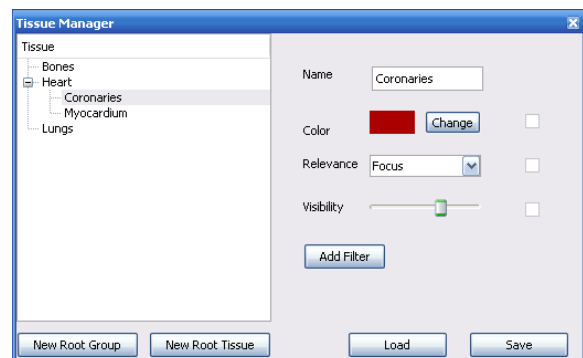 Tissue Manager
Tissue
Bones
Heart
Coronaries
Myocardium
Lungs
Name Coronaries
Color Change
Relevance Focus
Visibility
Add Filter
New Root Group New Root Tissue Load Save